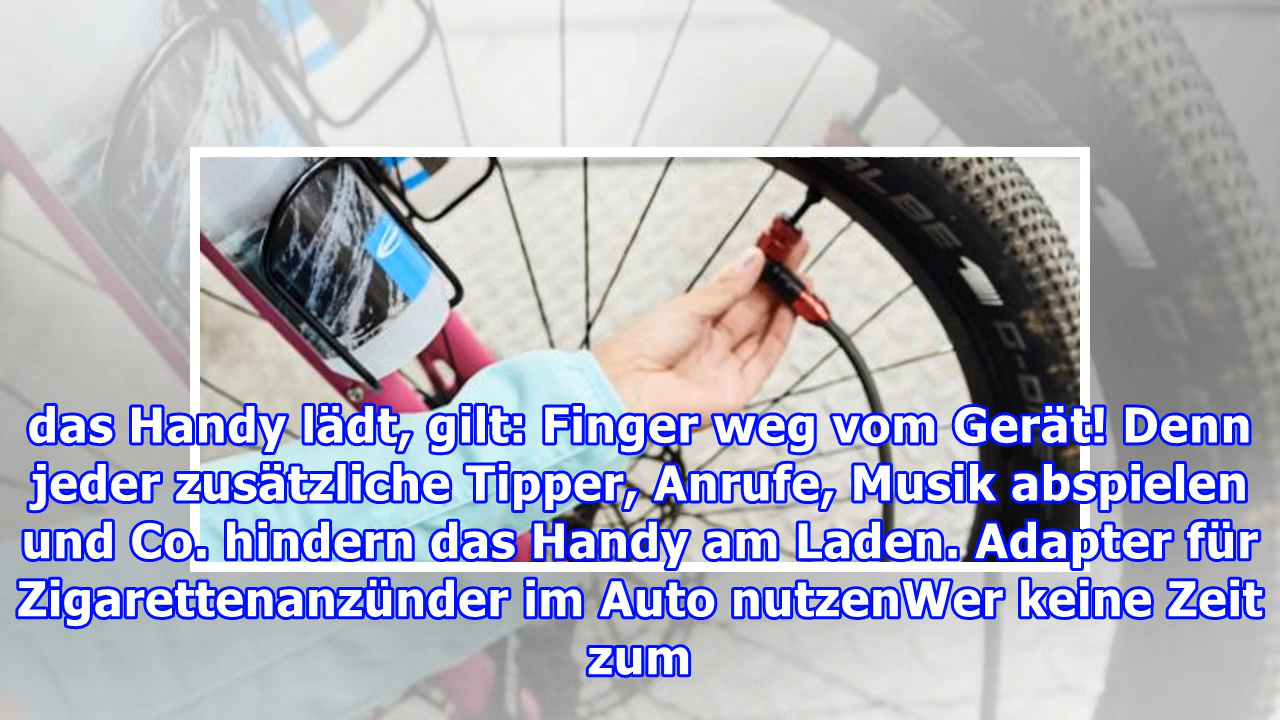 ALBE
das Handy lädt, gilt: Finger weg vom Gerät! Denn
jeder zusätzliche Tipper, Anrufe, Musik abspielen
und Co. hindern das Handy am Laden. Adapter für
Zigarettenanzünder im Auto nutzenWer keine Zeit
zum